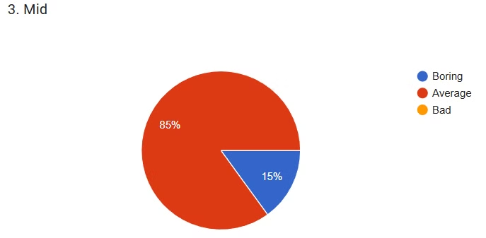 3. Mid
Boring
Average
Bad
85%
15%